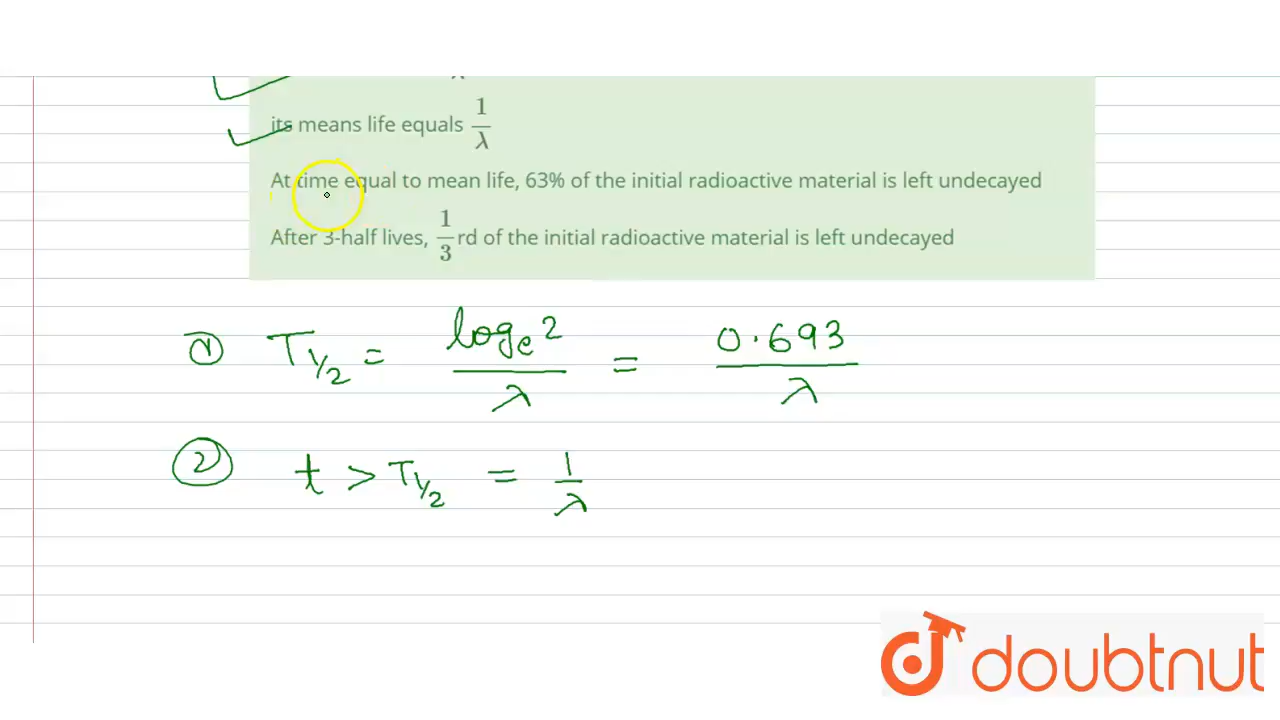 its means life equals 1/λ
At time equal to mean life, 63% of the initial radioactive material is left undecayed
After 3-half lives, 1/3 rd of the initial radioactive material is left undecayed
① T1/2 = loge2/λ = 0.693/λ
② t > T1/2 = 1/λ
doubtnut